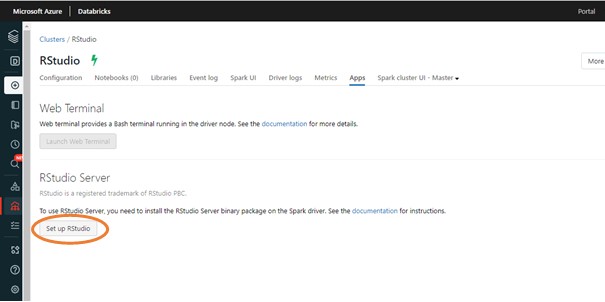 Microsoft Azure | Databricks Portal
Clusters / RStudio
RStudio
More
Configuration Notebooks (0) Libraries Event log Spark UI Driver logs Metrics Apps Spark cluster UI - Master
Web Terminal
Web terminal provides a Bash terminal running in the driver node. See the documentation for more details.
Launch Web Terminal
RStudio Server
RStudio is a registered trademark of RStudio PBC.
To use RStudio Server, you need to install the RStudio Server binary package on the Spark driver. See the documentation for instructions.
Set up RStudio